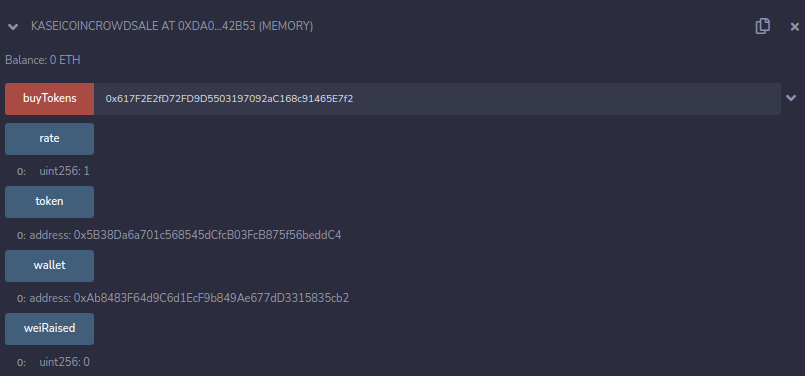 KASEICOINCROWDSALE AT 0XDA0...42B53 (MEMORY)
Balance: 0 ETH
buyTokens 0x617F2E2fD72FD9D5503197092aC168c91465E7f2
rate
0: uint256: 1
token
0: address: 0x5B38Da6a701c568545dCfcB03FcB875f56beddC4
wallet
0: address: 0xAb8483F64d9C6d1EcF9b849Ae677dD3315835cb2
weiRaised
0: uint256: 0